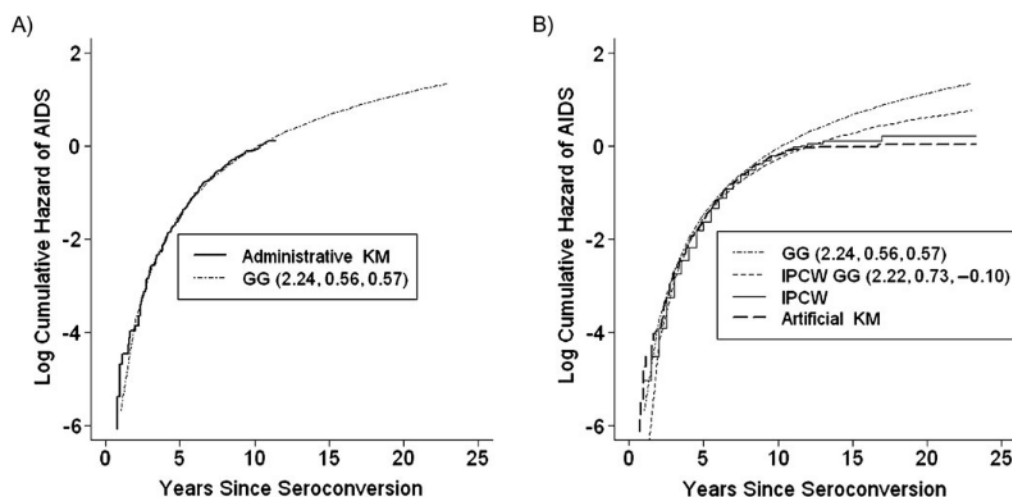 A)
Log Cumulative Hazard of AIDS
2
0
-2
-4
-6
Administrative KM
GG (2.24, 0.56, 0.57)
0 5 10 15 20 25
Years Since Seroconversion
B)
Log Cumulative Hazard of AIDS
2
0
-2
-4
-6
GG (2.24, 0.56, 0.57)
IPCW GG (2.22, 0.73, −0.10)
IPCW
Artificial KM
0 5 10 15 20 25
Years Since Seroconversion